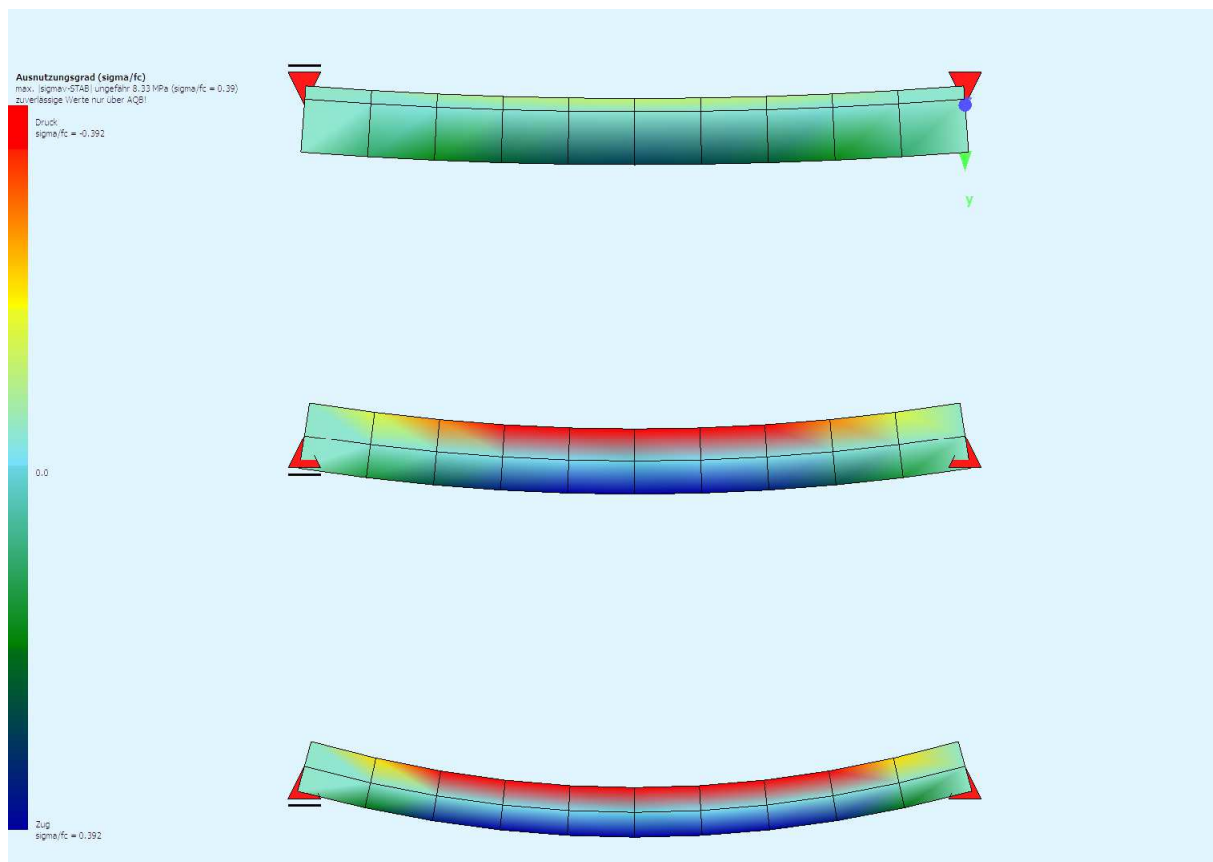 Ausnutzungsgrad (sigma/fc)
max. |sigmav-STAB| ungefähr 8.33 MPa (sigma/fc = 0.39)
zuverlässige Werte nur über AQB!
Druck
sigma/fc = -0.392
y
0.0
Zug
sigma/fc = 0.392